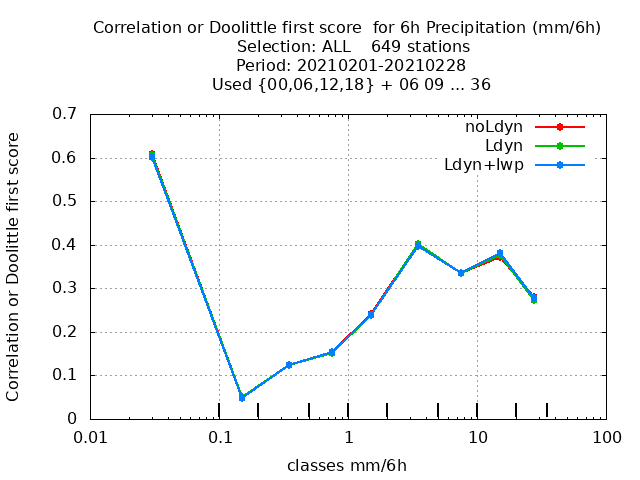 Correlation or Doolittle first score  for 6h Precipitation (mm/6h)
Selection: ALL    649 stations
Period: 20210201-20210228
Used {00,06,12,18} + 06 09 ... 36
Correlation or Doolittle first score
0.7
0.6
0.5
0.4
0.3
0.2
0.1
0
noLdyn
Ldyn
Ldyn+lwp
0.01
0.1
1
10
100
classes mm/6h